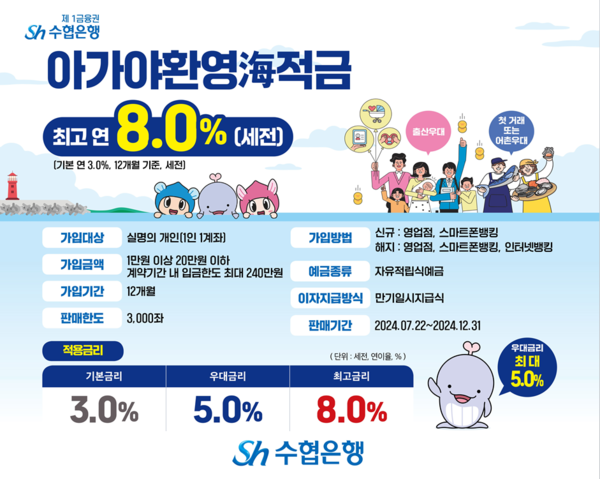 제 1금융권
Sh 수협은행
아가야환영海적금
최고 연 8.0% (세전)
(기본 연 3.0%, 12개월 기준, 세전)
출산우대
첫 거래
또는
어촌우대
가입대상 실명의 개인(1인 1계좌)
가입금액 1만원 이상 20만원 이하
계약기간 내 입금한도 최대 240만원
가입기간 12개월
판매한도 3,000좌
가입방법 신규 : 영업점, 스마트폰뱅킹
해지 : 영업점, 스마트폰뱅킹, 인터넷뱅킹
예금종류 자유적립식예금
이자지급방식 만기일시지급식
판매기간 2024.07.22~2024.12.31
적용금리
( 단위 : 세전, 연이율, % )
기본금리 우대금리 최고금리
3.0% 5.0% 8.0%
우대금리
최대
5.0%
Sh 수협은행